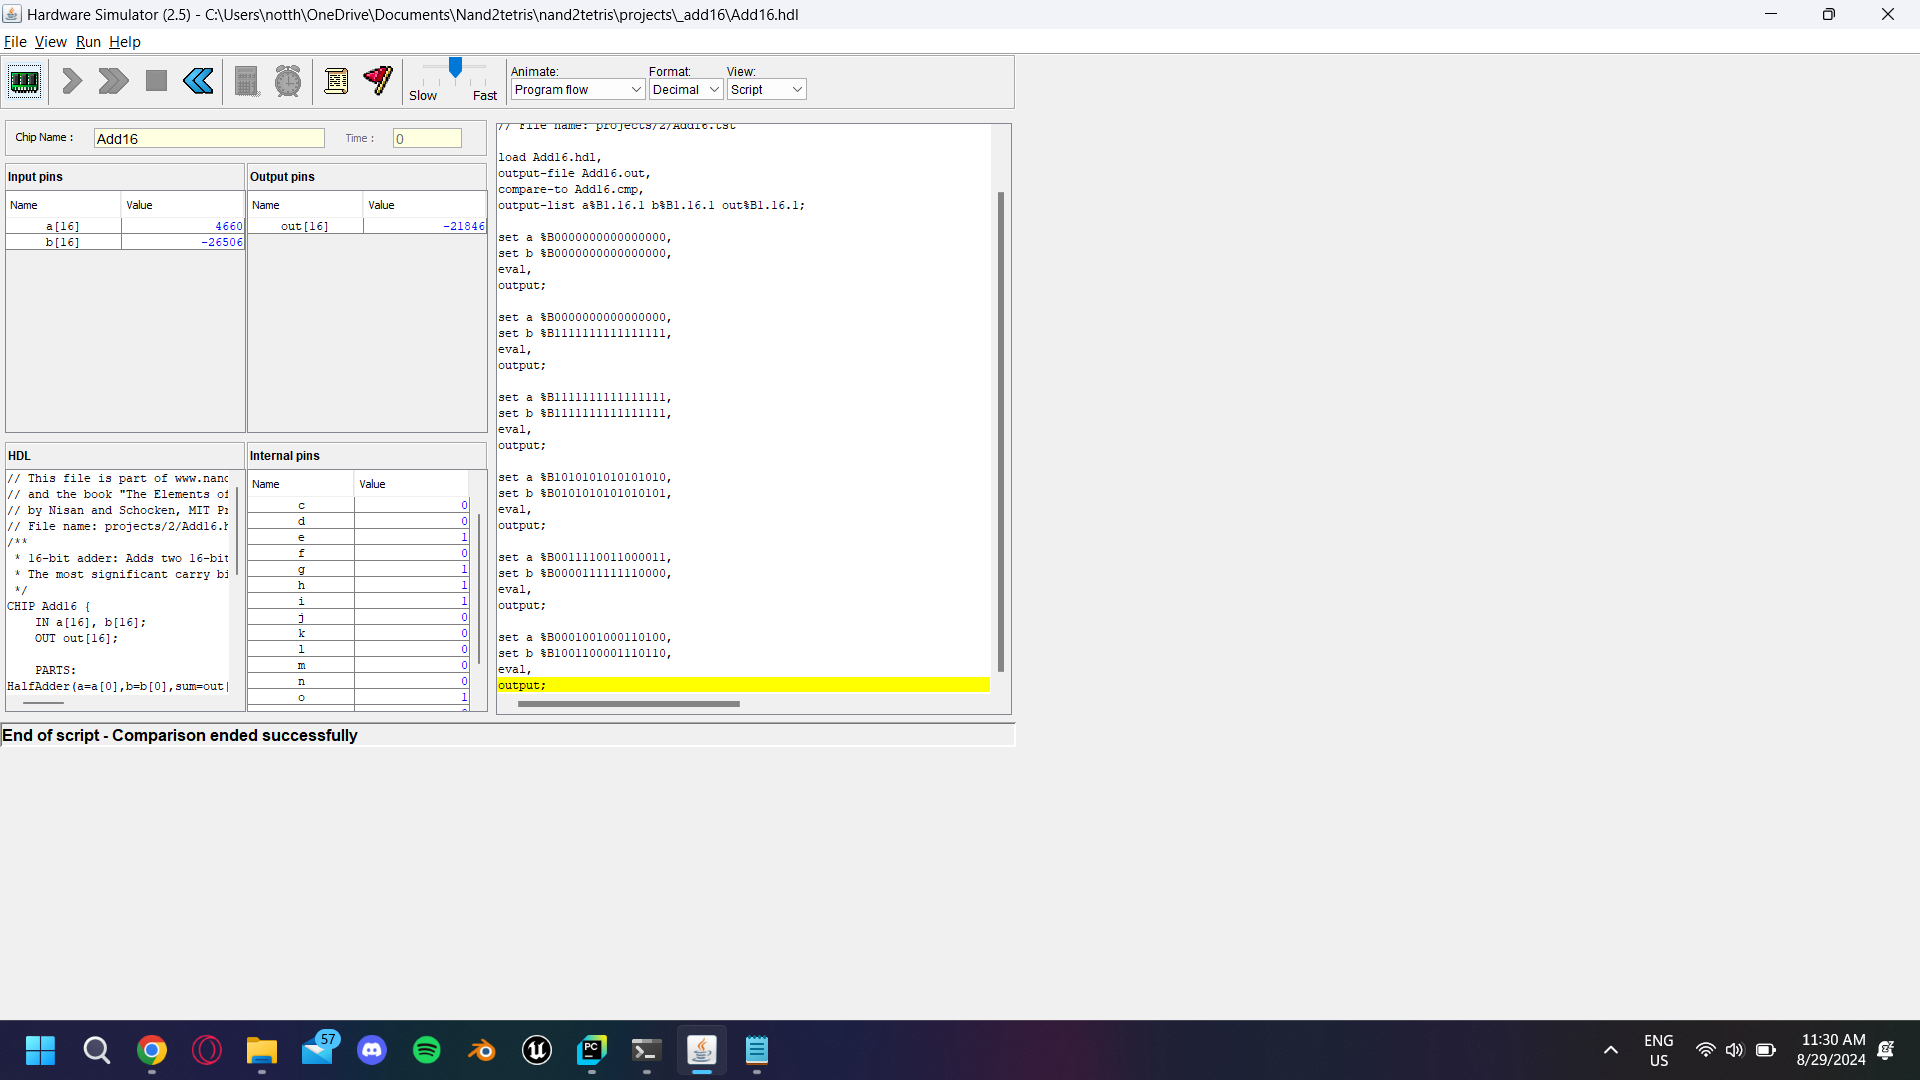 Hardware Simulator (2.5) - C:\Users\notth\OneDrive\Documents\Nand2tetris\nand2tetris\projects\_add16\Add16.hdl
File View Run Help
Slow Fast
Animate: Format: View:
Program flow Decimal Script
Chip Name : Add16 Time : 0
Input pins
Name Value
a[16] 4660
b[16] -26506
Output pins
Name Value
out[16] -21846
HDL
// This file is part of www.nand
// and the book "The Elements of
// by Nisan and Schocken, MIT Pr
// File name: projects/2/Add16.h
/**
* 16-bit adder: Adds two 16-bit
* The most significant carry bi
*/
CHIP Add16 {
IN a[16], b[16];
OUT out[16];
PARTS:
HalfAdder(a=a[0],b=b[0],sum=out[
Internal pins
Name Value
c 0
d 0
e 1
f 0
g 1
h 1
i 1
j 0
k 0
l 0
m 0
n 0
o 1
// File name: projects/2/Add16.tst
load Add16.hdl,
output-file Add16.out,
compare-to Add16.cmp,
output-list a%B1.16.1 b%B1.16.1 out%B1.16.1;
set a %B0000000000000000,
set b %B0000000000000000,
eval,
output;
set a %B0000000000000000,
set b %B1111111111111111,
eval,
output;
set a %B1111111111111111,
set b %B1111111111111111,
eval,
output;
set a %B1010101010101010,
set b %B0101010101010101,
eval,
output;
set a %B0011110011000011,
set b %B0000111111110000,
eval,
output;
set a %B0001001000110100,
set b %B1001100001110110,
eval,
output;
End of script - Comparison ended successfully
57
PC
ENG
US
11:30 AM
8/29/2024